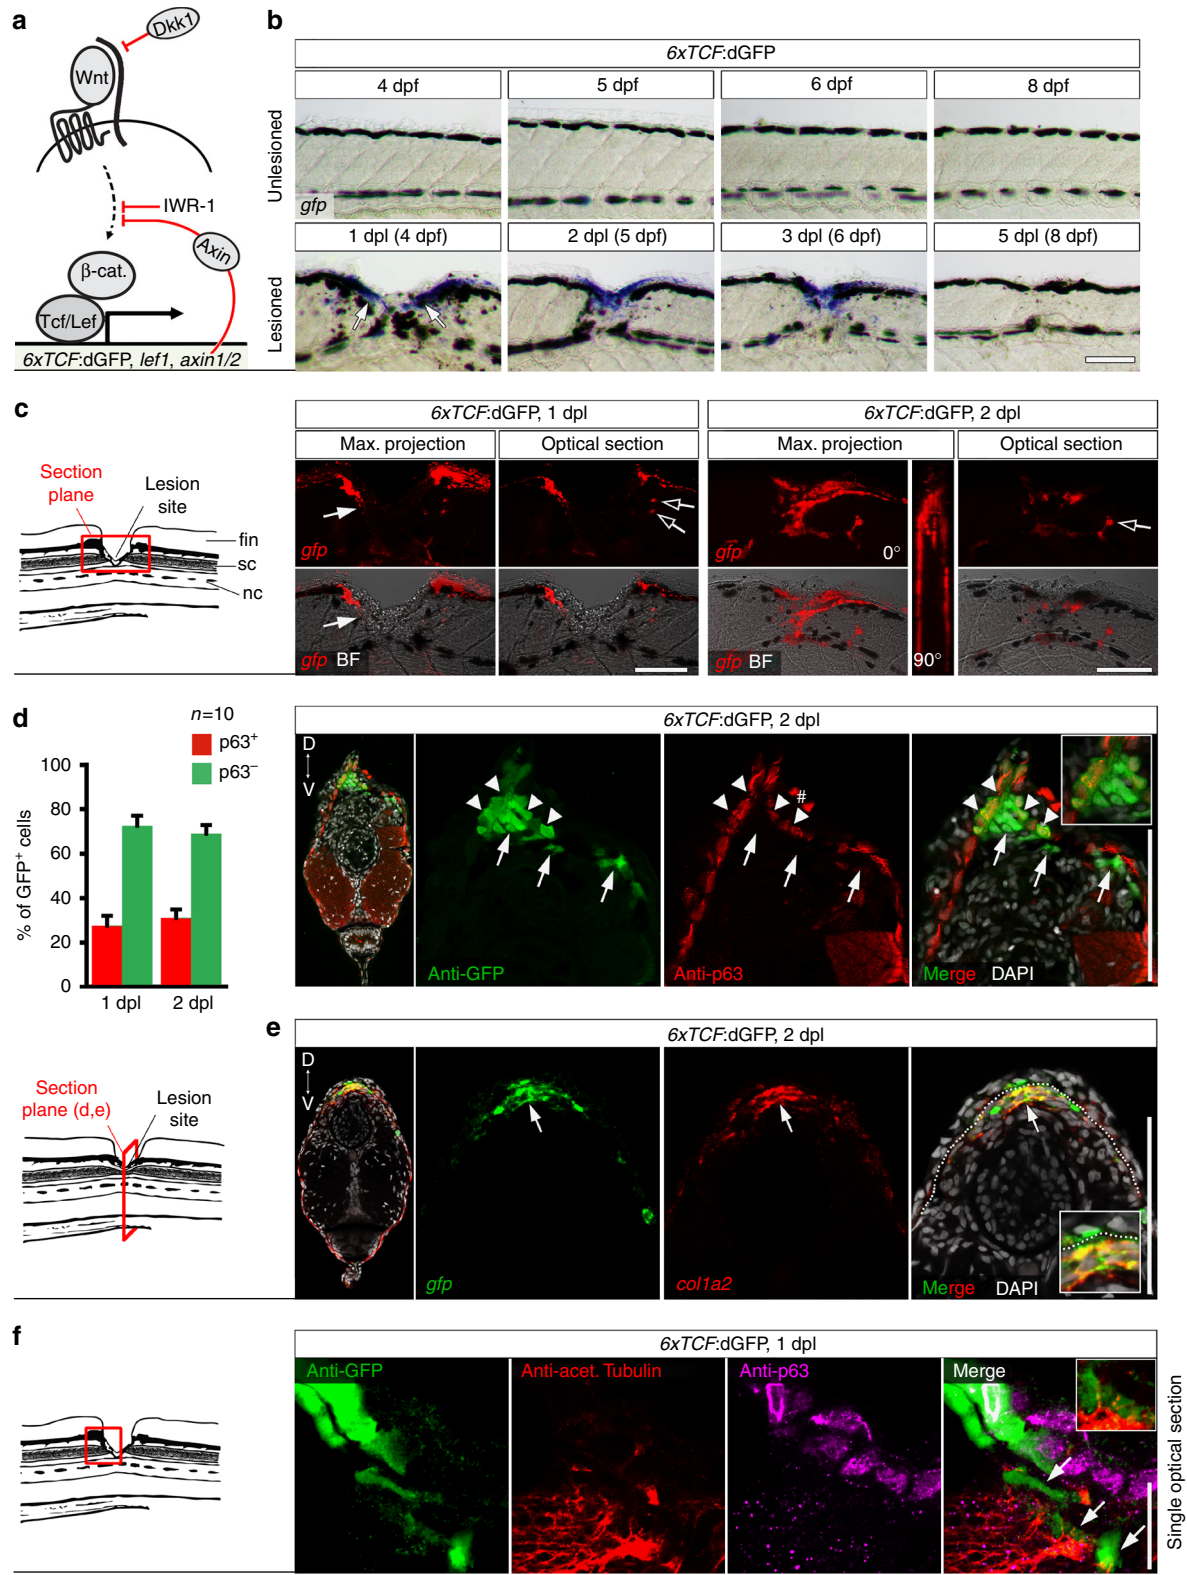 a
Dkk1
Wnt
IWR-1
Axin
β-cat.
Tcf/Lef
6xTCF:dGFP, lef1, axin1/2
b
6xTCF:dGFP
4 dpf
5 dpf
6 dpf
8 dpf
Unlesioned
gfp
1 dpl (4 dpf)
2 dpl (5 dpf)
3 dpl (6 dpf)
5 dpl (8 dpf)
Lesioned
c
Section
plane
Lesion
site
fin
sc
nc
6xTCF:dGFP, 1 dpl
6xTCF:dGFP, 2 dpl
Max. projection
Optical section
Max. projection
Optical section
gfp
gfp
0°
gfp BF
gfp BF
90°
d
n=10
p63+
p63–
% of GFP+ cells
100
80
60
40
20
0
1 dpl
2 dpl
6xTCF:dGFP, 2 dpl
D
V
#
Anti-GFP
Anti-p63
Merge DAPI
Section
plane (d,e)
Lesion
site
e
6xTCF:dGFP, 2 dpl
D
V
gfp
col1a2
Merge DAPI
f
6xTCF:dGFP, 1 dpl
Anti-GFP
Anti-acet. Tubulin
Anti-p63
Merge
Single optical section